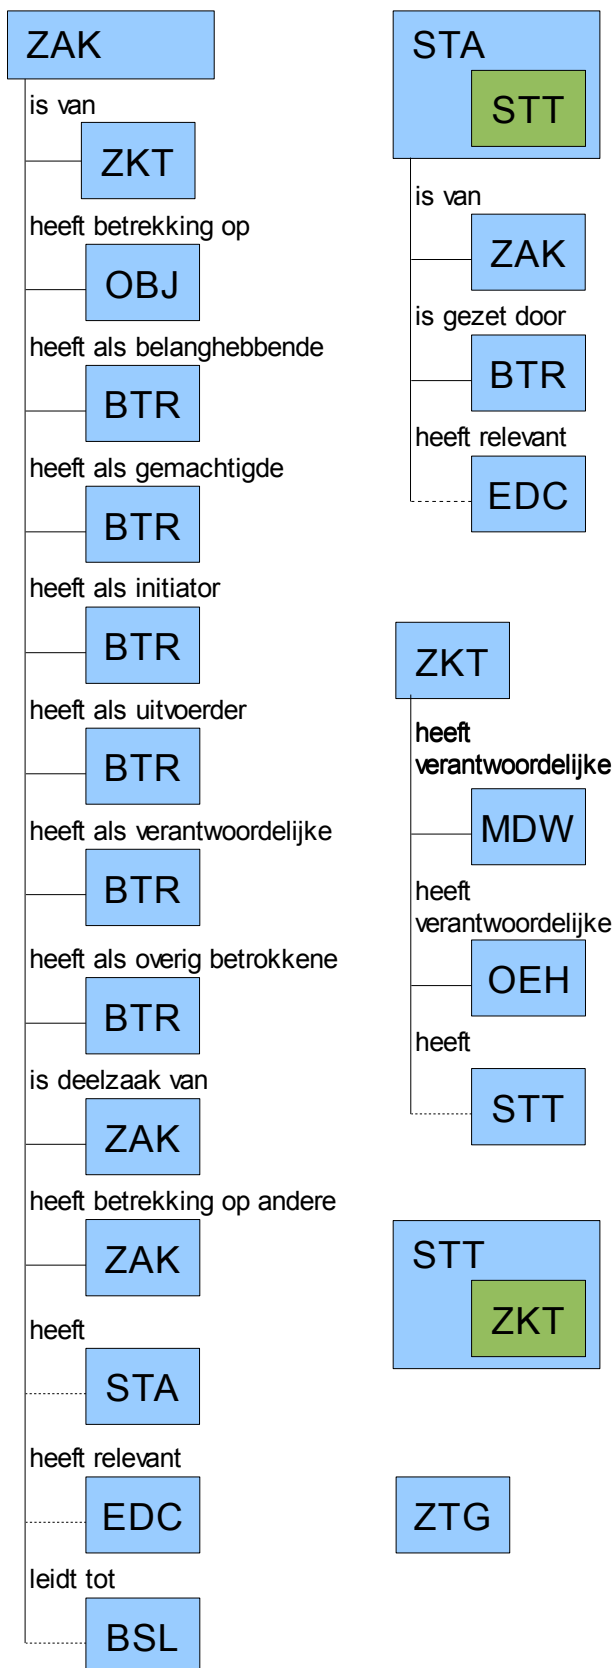 ZAK
is van
ZKT
heeft betrekking op
OBJ
heeft als belanghebbende
BTR
heeft als gemachtigde
BTR
heeft als initiator
BTR
heeft als uitvoerder
BTR
heeft als verantwoordelijke
BTR
heeft als overig betrokkene
BTR
is deelzaak van
ZAK
heeft betrekking op andere
ZAK
heeft
STA
heeft relevant
EDC
leidt tot
BSL
STA
STT
is van
ZAK
is gezet door
BTR
heeft relevant
EDC
ZKT
heeft
verantwoordelijke
MDW
heeft
verantwoordelijke
OEH
heeft
STT
STT
ZKT
ZTG